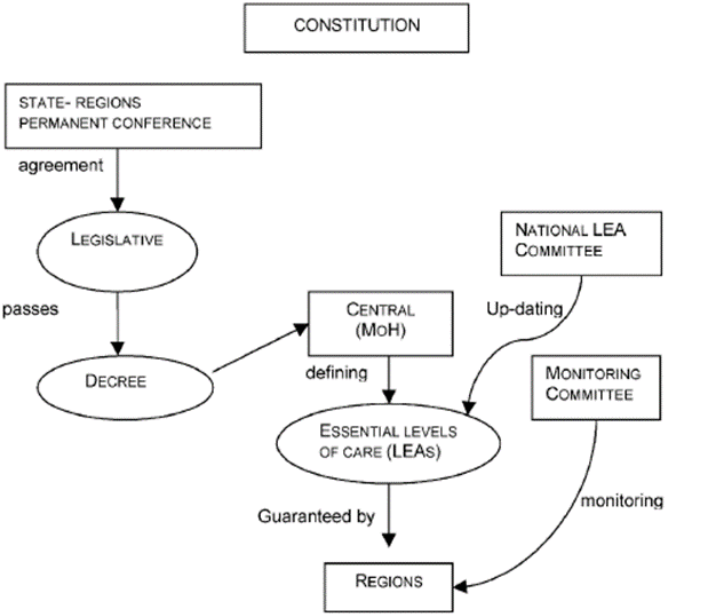 CONSTITUTION
STATE- REGIONS
PERMANENT CONFERENCE
agreement
LEGISLATIVE
NATIONAL LEA
COMMITTEE
passes
CENTRAL
(MOH)
Up-dating
DECREE
defining
MONITORING
COMMITTEE
ESSENTIAL LEVELS
OF CARE (LEAS)
monitoring
Guaranteed by
REGIONS